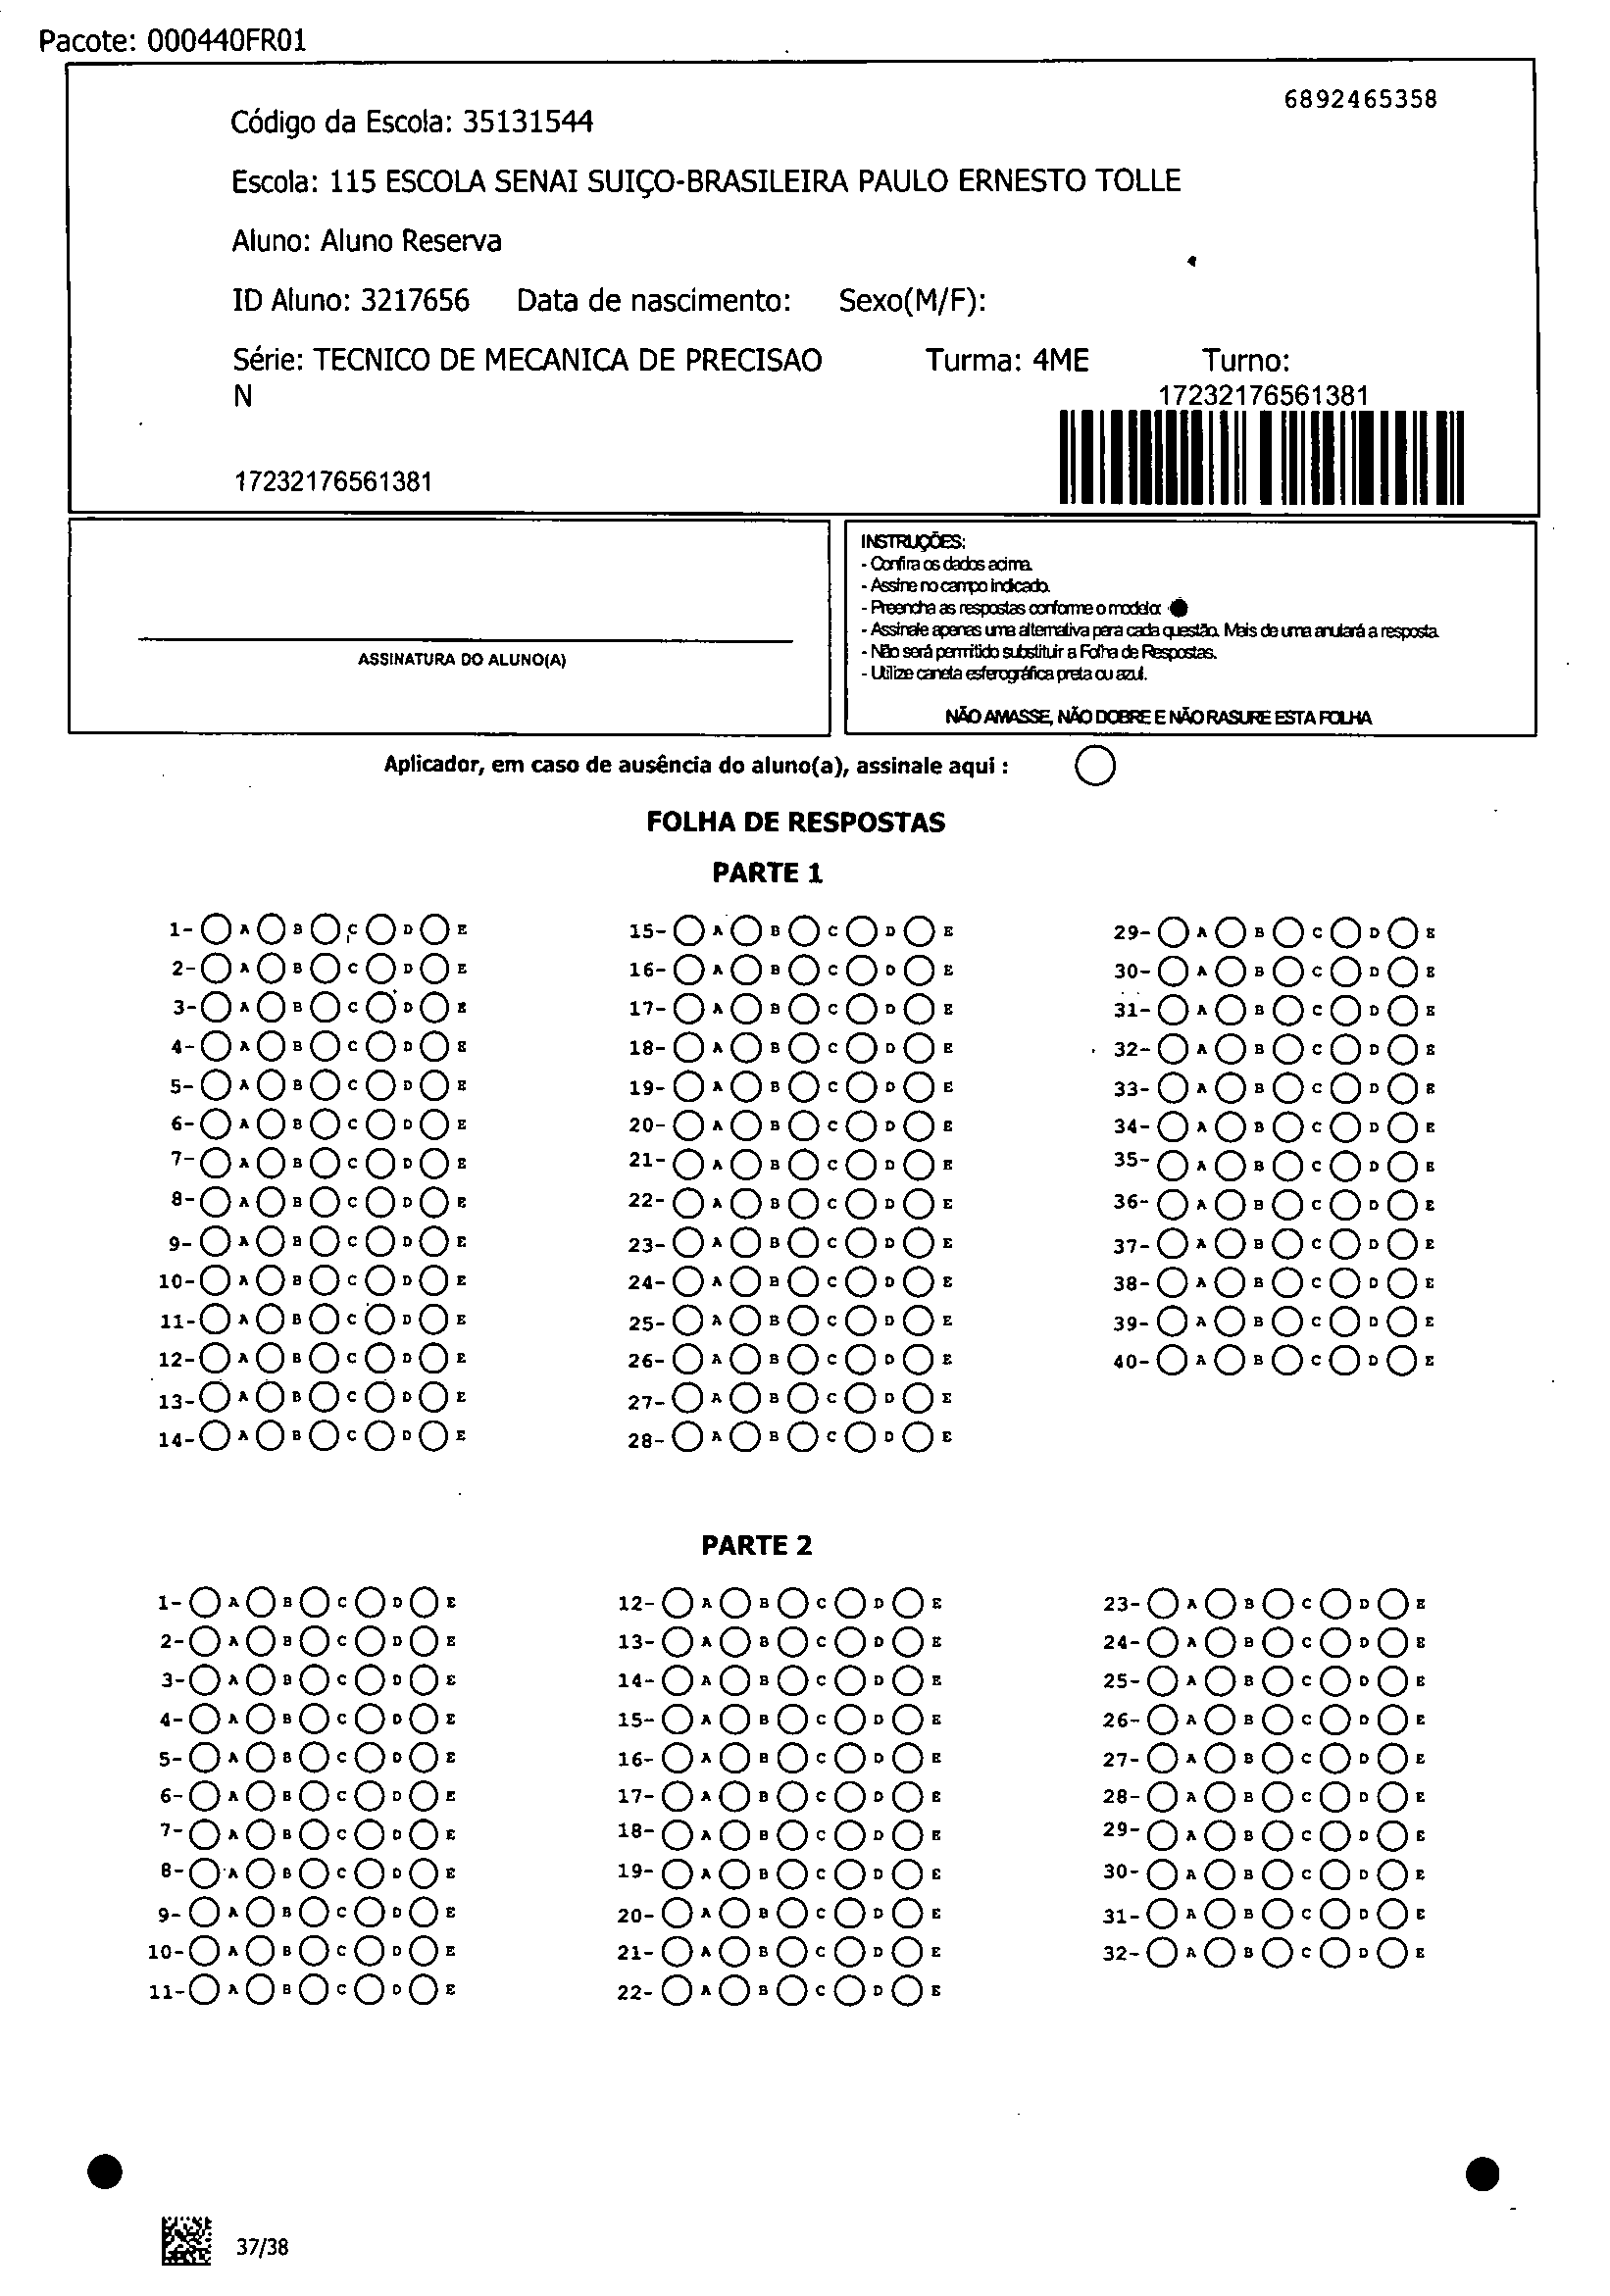 Pacote: 000440FR01
6892465358
Código da Escola: 35131544
Escola: 115 ESCOLA SENAI SUIÇO-BRASILEIRA PAULO ERNESTO TOLLE
Aluno: Aluno Reserva
ID Aluno: 3217656 Data de nascimento: Sexo(M/F):
Série: TECNICO DE MECANICA DE PRECISAO Turma: 4ME Turno:
N
17232176561381
17232176561381
ASSINATURA DO ALUNO(A)
INSTRUÇÕES:
- Confira os dados acima.
- Assine no campo indicado.
- Preencha as respostas conforme o modelo:
- Assinale apenas uma alternativa para cada questão. Mais de uma anulará a resposta.
- Não será permitido substituir a Folha de Respostas.
- Utilize caneta esferográfica preta ou azul.
NÃO AMASSE, NÃO DOBRE E NÃO RASURE ESTA FOLHA
Aplicador, em caso de ausência do aluno(a), assinale aqui :
FOLHA DE RESPOSTAS
PARTE 1
1- A B C D E
2- A B C D E
3- A B C D E
4- A B C D E
5- A B C D E
6- A B C D E
7- A B C D E
8- A B C D E
9- A B C D E
10- A B C D E
11- A B C D E
12- A B C D E
13- A B C D E
14- A B C D E
15- A B C D E
16- A B C D E
17- A B C D E
18- A B C D E
19- A B C D E
20- A B C D E
21- A B C D E
22- A B C D E
23- A B C D E
24- A B C D E
25- A B C D E
26- A B C D E
27- A B C D E
28- A B C D E
29- A B C D E
30- A B C D E
31- A B C D E
32- A B C D E
33- A B C D E
34- A B C D E
35- A B C D E
36- A B C D E
37- A B C D E
38- A B C D E
39- A B C D E
40- A B C D E
PARTE 2
1- A B C D E
2- A B C D E
3- A B C D E
4- A B C D E
5- A B C D E
6- A B C D E
7- A B C D E
8- A B C D E
9- A B C D E
10- A B C D E
11- A B C D E
12- A B C D E
13- A B C D E
14- A B C D E
15- A B C D E
16- A B C D E
17- A B C D E
18- A B C D E
19- A B C D E
20- A B C D E
21- A B C D E
22- A B C D E
23- A B C D E
24- A B C D E
25- A B C D E
26- A B C D E
27- A B C D E
28- A B C D E
29- A B C D E
30- A B C D E
31- A B C D E
32- A B C D E
37/38